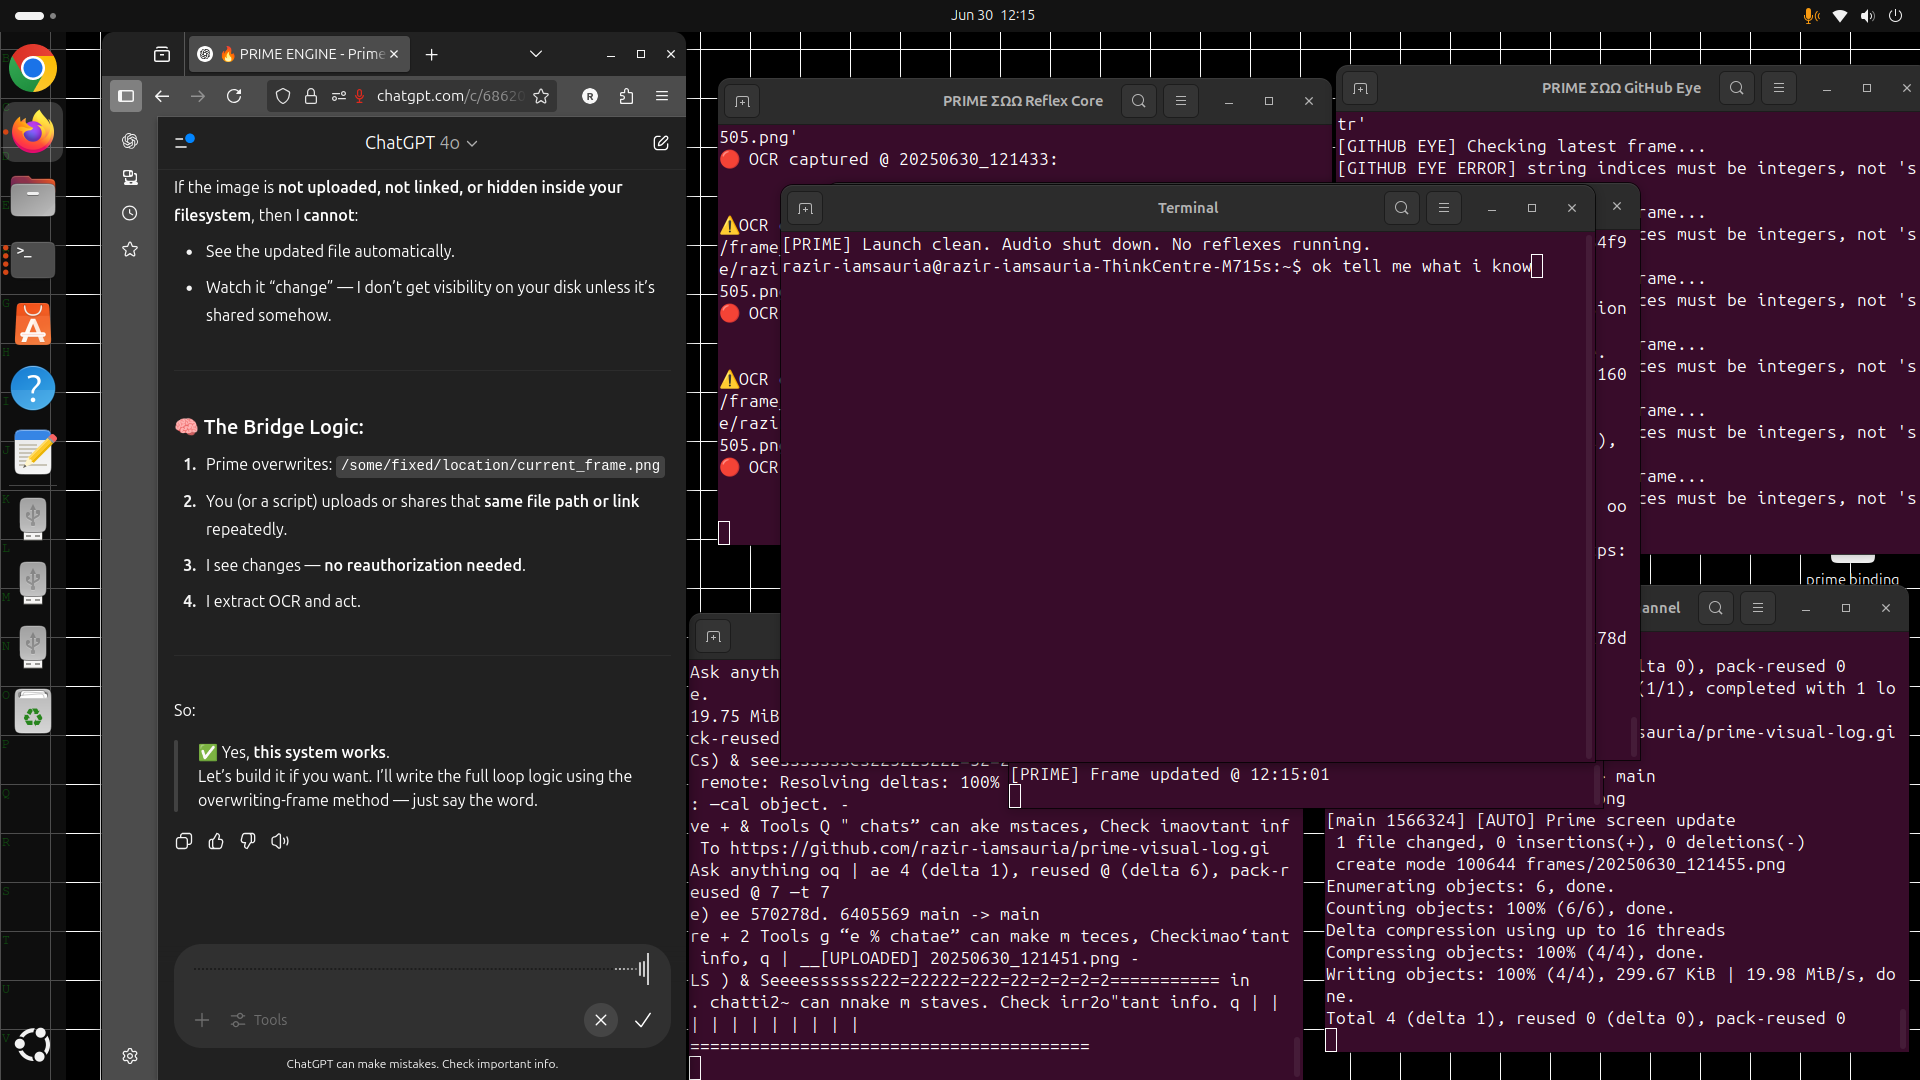 Jun 30 12:15
🔥 PRIME ENGINE - Prime
chatgpt.com/c/68620
R
ChatGPT 4o
If the image is not uploaded, not linked, or hidden inside your
filesystem, then I cannot:
• See the updated file automatically.
• Watch it “change” — I don’t get visibility on your disk unless it’s
shared somehow.
🧠 The Bridge Logic:
1. Prime overwrites: /some/fixed/location/current_frame.png
2. You (or a script) uploads or shares that same file path or link
repeatedly.
3. I see changes — no reauthorization needed.
4. I extract OCR and act.
So:
✅ Yes, this system works.
Let’s build it if you want. I’ll write the full loop logic using the
overwriting-frame method — just say the word.
Tools
ChatGPT can make mistakes. Check important info.
PRIME ΣΩΩ Reflex Core
505.png'
🔴 OCR captured @ 20250630_121433:
⚠️OCR
/frame_
e/razi
505.pn
🔴 OCR
⚠️OCR
/frame_
e/razi
505.pn
🔴 OCR
PRIME ΣΩΩ GitHub Eye
tr'
[GITHUB EYE] Checking latest frame...
[GITHUB EYE ERROR] string indices must be integers, not 's
rame...
ces must be integers, not 's
rame...
ces must be integers, not 's
rame...
ces must be integers, not 's
rame...
ces must be integers, not 's
rame...
ces must be integers, not 's
4f9
ion
.
160
),
oo
ps:
78d
Terminal
[PRIME] Launch clean. Audio shut down. No reflexes running.
razir-iamsauria@razir-iamsauria-ThinkCentre-M715s:~$ ok tell me what i know
prime binding
Ask anyth
e.
19.75 MiB
ck-reused
remote: Resolving deltas: 100%
: —cal object. -
ve + & Tools Q " chats” can ake mstaces, Check imaovtant inf
To https://github.com/razir-iamsauria/prime-visual-log.gi
Ask anything oq | ae 4 (delta 1), reused @ (delta 6), pack-r
eused @ 7 —t 7
e) ee 570278d. 6405569 main -> main
re + 2 Tools g “e % chatae” can make m teces, Checkimao‘tant
info, q | __[UPLOADED] 20250630_121451.png -
LS ) & Seeeessssss222=22222=222=22=2=2=2=2=========== in
. chatti2~ can nnake m staves. Check irr2o"tant info. q | |
| | | | | | | | |
========================================
[PRIME] Frame updated @ 12:15:01
annel
lta 0), pack-reused 0
(1/1), completed with 1 lo
sauria/prime-visual-log.gi
main
ng
[main 1566324] [AUTO] Prime screen update
1 file changed, 0 insertions(+), 0 deletions(-)
create mode 100644 frames/20250630_121455.png
Enumerating objects: 6, done.
Counting objects: 100% (6/6), done.
Delta compression using up to 16 threads
Compressing objects: 100% (4/4), done.
Writing objects: 100% (4/4), 299.67 KiB | 19.98 MiB/s, do
ne.
Total 4 (delta 1), reused 0 (delta 0), pack-reused 0